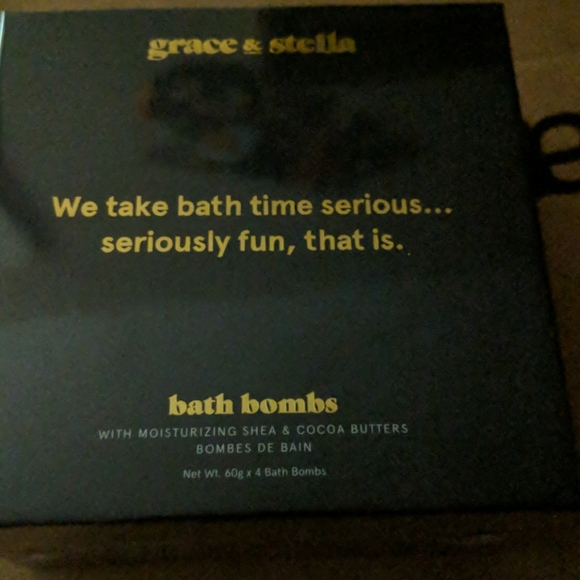 grace & stella
We take bath time serious...
seriously fun, that is.
bath bombs
WITH MOISTURIZING SHEA & COCOA BUTTERS
BOMBES DE BAIN
Net Wt. 60g x 4 Bath Bombs
e